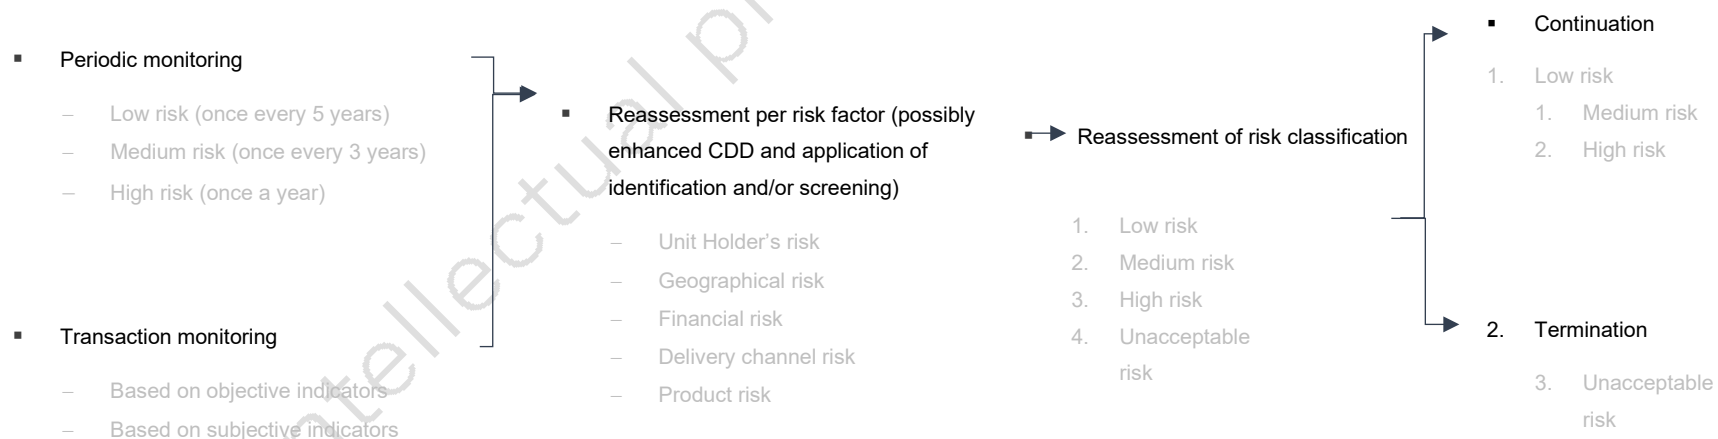 ▪ Periodic monitoring
– Low risk (once every 5 years)
– Medium risk (once every 3 years)
– High risk (once a year)
▪ Transaction monitoring
– Based on objective indicators
– Based on subjective indicators
▪ Reassessment per risk factor (possibly
enhanced CDD and application of
identification and/or screening)
– Unit Holder's risk
– Geographical risk
– Financial risk
– Delivery channel risk
– Product risk
▪ Reassessment of risk classification
1. Low risk
2. Medium risk
3. High risk
4. Unacceptable
risk
▪ Continuation
1. Low risk
1. Medium risk
2. High risk
2. Termination
3. Unacceptable
risk
ntellectual p